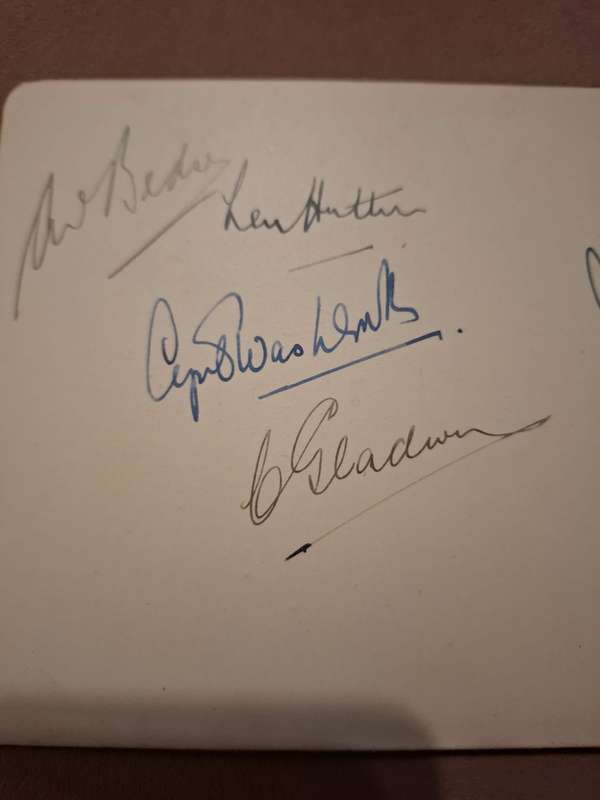 AV Bedser
Len Hutton
Cyril Washbrook.
C Gladwin